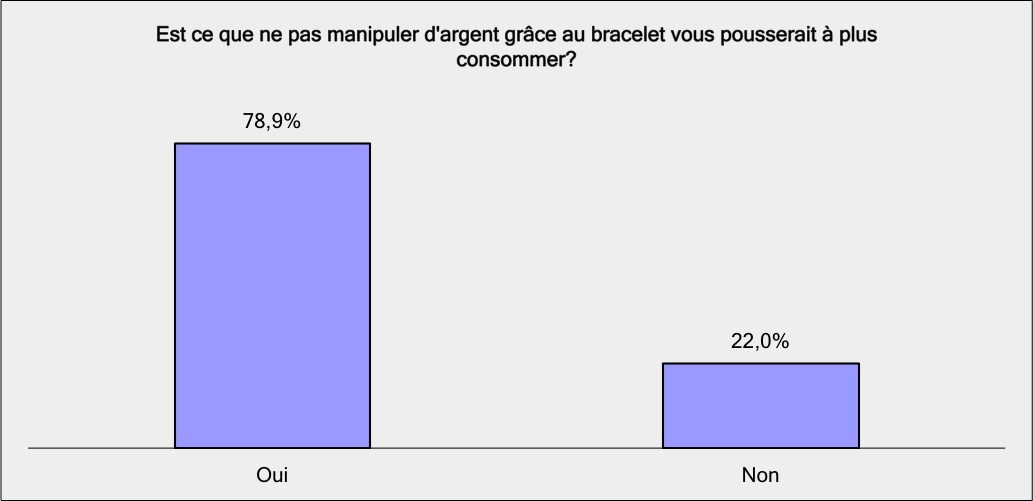 Est ce que ne pas manipuler d'argent grâce au bracelet vous pousserait à plus
consommer?
78,9%
22,0%
Oui
Non